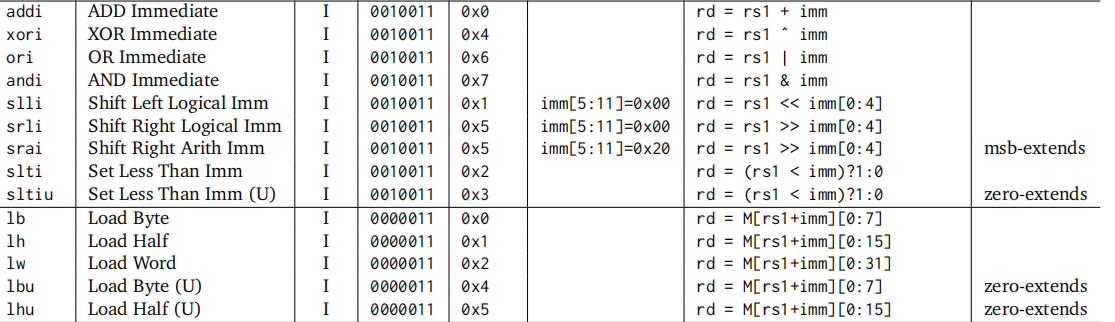 addi ADD Immediate I 0010011 0x0 rd = rs1 + imm
xori XOR Immediate I 0010011 0x4 rd = rs1 ˆ imm
ori OR Immediate I 0010011 0x6 rd = rs1 | imm
andi AND Immediate I 0010011 0x7 rd = rs1 & imm
slli Shift Left Logical Imm I 0010011 0x1 imm[5:11]=0x00 rd = rs1 << imm[0:4]
srli Shift Right Logical Imm I 0010011 0x5 imm[5:11]=0x00 rd = rs1 >> imm[0:4]
srai Shift Right Arith Imm I 0010011 0x5 imm[5:11]=0x20 rd = rs1 >> imm[0:4] msb-extends
slti Set Less Than Imm I 0010011 0x2 rd = (rs1 < imm)?1:0
sltiu Set Less Than Imm (U) I 0010011 0x3 rd = (rs1 < imm)?1:0 zero-extends
lb Load Byte I 0000011 0x0 rd = M[rs1+imm][0:7]
lh Load Half I 0000011 0x1 rd = M[rs1+imm][0:15]
lw Load Word I 0000011 0x2 rd = M[rs1+imm][0:31]
lbu Load Byte (U) I 0000011 0x4 rd = M[rs1+imm][0:7] zero-extends
lhu Load Half (U) I 0000011 0x5 rd = M[rs1+imm][0:15] zero-extends